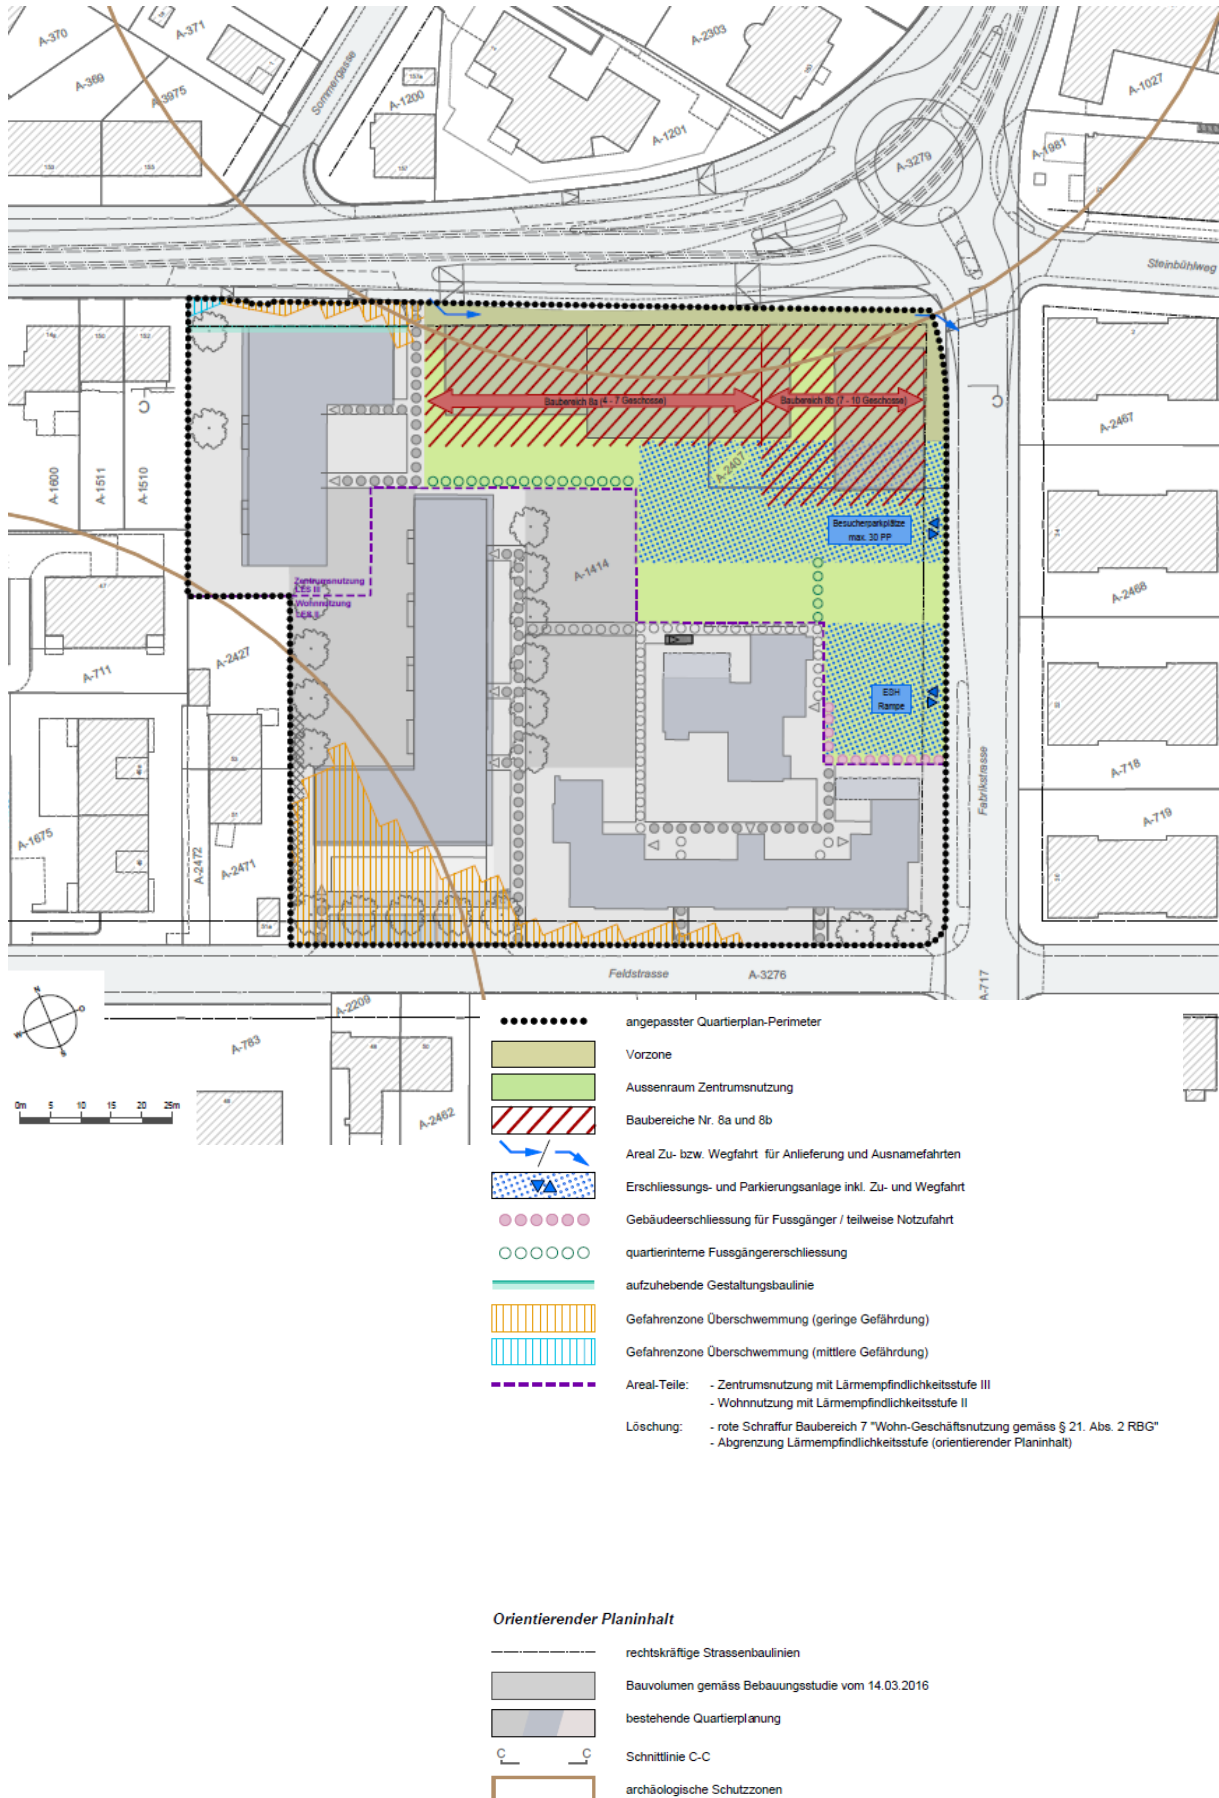 A-370
A-371
A-2303
A-369
A-3975
Sommergasse
A-1200
A-1201
A-1027
A-1981
A-3279
Steinbühlweg
Baubereich 8a (4 - 7 Geschosse)
Baubereich 8b (7 - 10 Geschosse)
C
C
A-2467
A-2407
A-1600
A-1511
A-1510
Besucherparkplätze
max. 30 PP
A-1414
Zentrumsnutzung
LES III
Wohnnutzung
LES II
A-2468
A-711
A-2427
ESH
Rampe
Fabrikstrasse
A-718
A-719
A-1675
A-2472
A-2471
Feldstrasse
A-3276
A-717
A-2209
A-783
A-2462
N
O
W
S
0m 5 10 15 20 25m
angepasster Quartierplan-Perimeter
Vorzone
Aussenraum Zentrumsnutzung
Baubereiche Nr. 8a und 8b
Areal Zu- bzw. Wegfahrt für Anlieferung und Ausnamefahrten
Erschliessungs- und Parkierungsanlage inkl. Zu- und Wegfahrt
Gebäudeerschliessung für Fussgänger / teilweise Notzufahrt
quartierinterne Fussgängererschliessung
aufzuhebende Gestaltungsbaulinie
Gefahrenzone Überschwemmung (geringe Gefährdung)
Gefahrenzone Überschwemmung (mittlere Gefährdung)
Areal-Teile: - Zentrumsnutzung mit Lärmempfindlichkeitsstufe III
- Wohnnutzung mit Lärmempfindlichkeitsstufe II
Löschung: - rote Schraffur Baubereich 7 "Wohn-Geschäftsnutzung gemäss § 21. Abs. 2 RBG"
- Abgrenzung Lärmempfindlichkeitsstufe (orientierender Planinhalt)
Orientierender Planinhalt
rechtskräftige Strassenbaulinien
Bauvolumen gemäss Bebauungsstudie vom 14.03.2016
bestehende Quartierplanung
C C Schnittlinie C-C
archäologische Schutzzonen